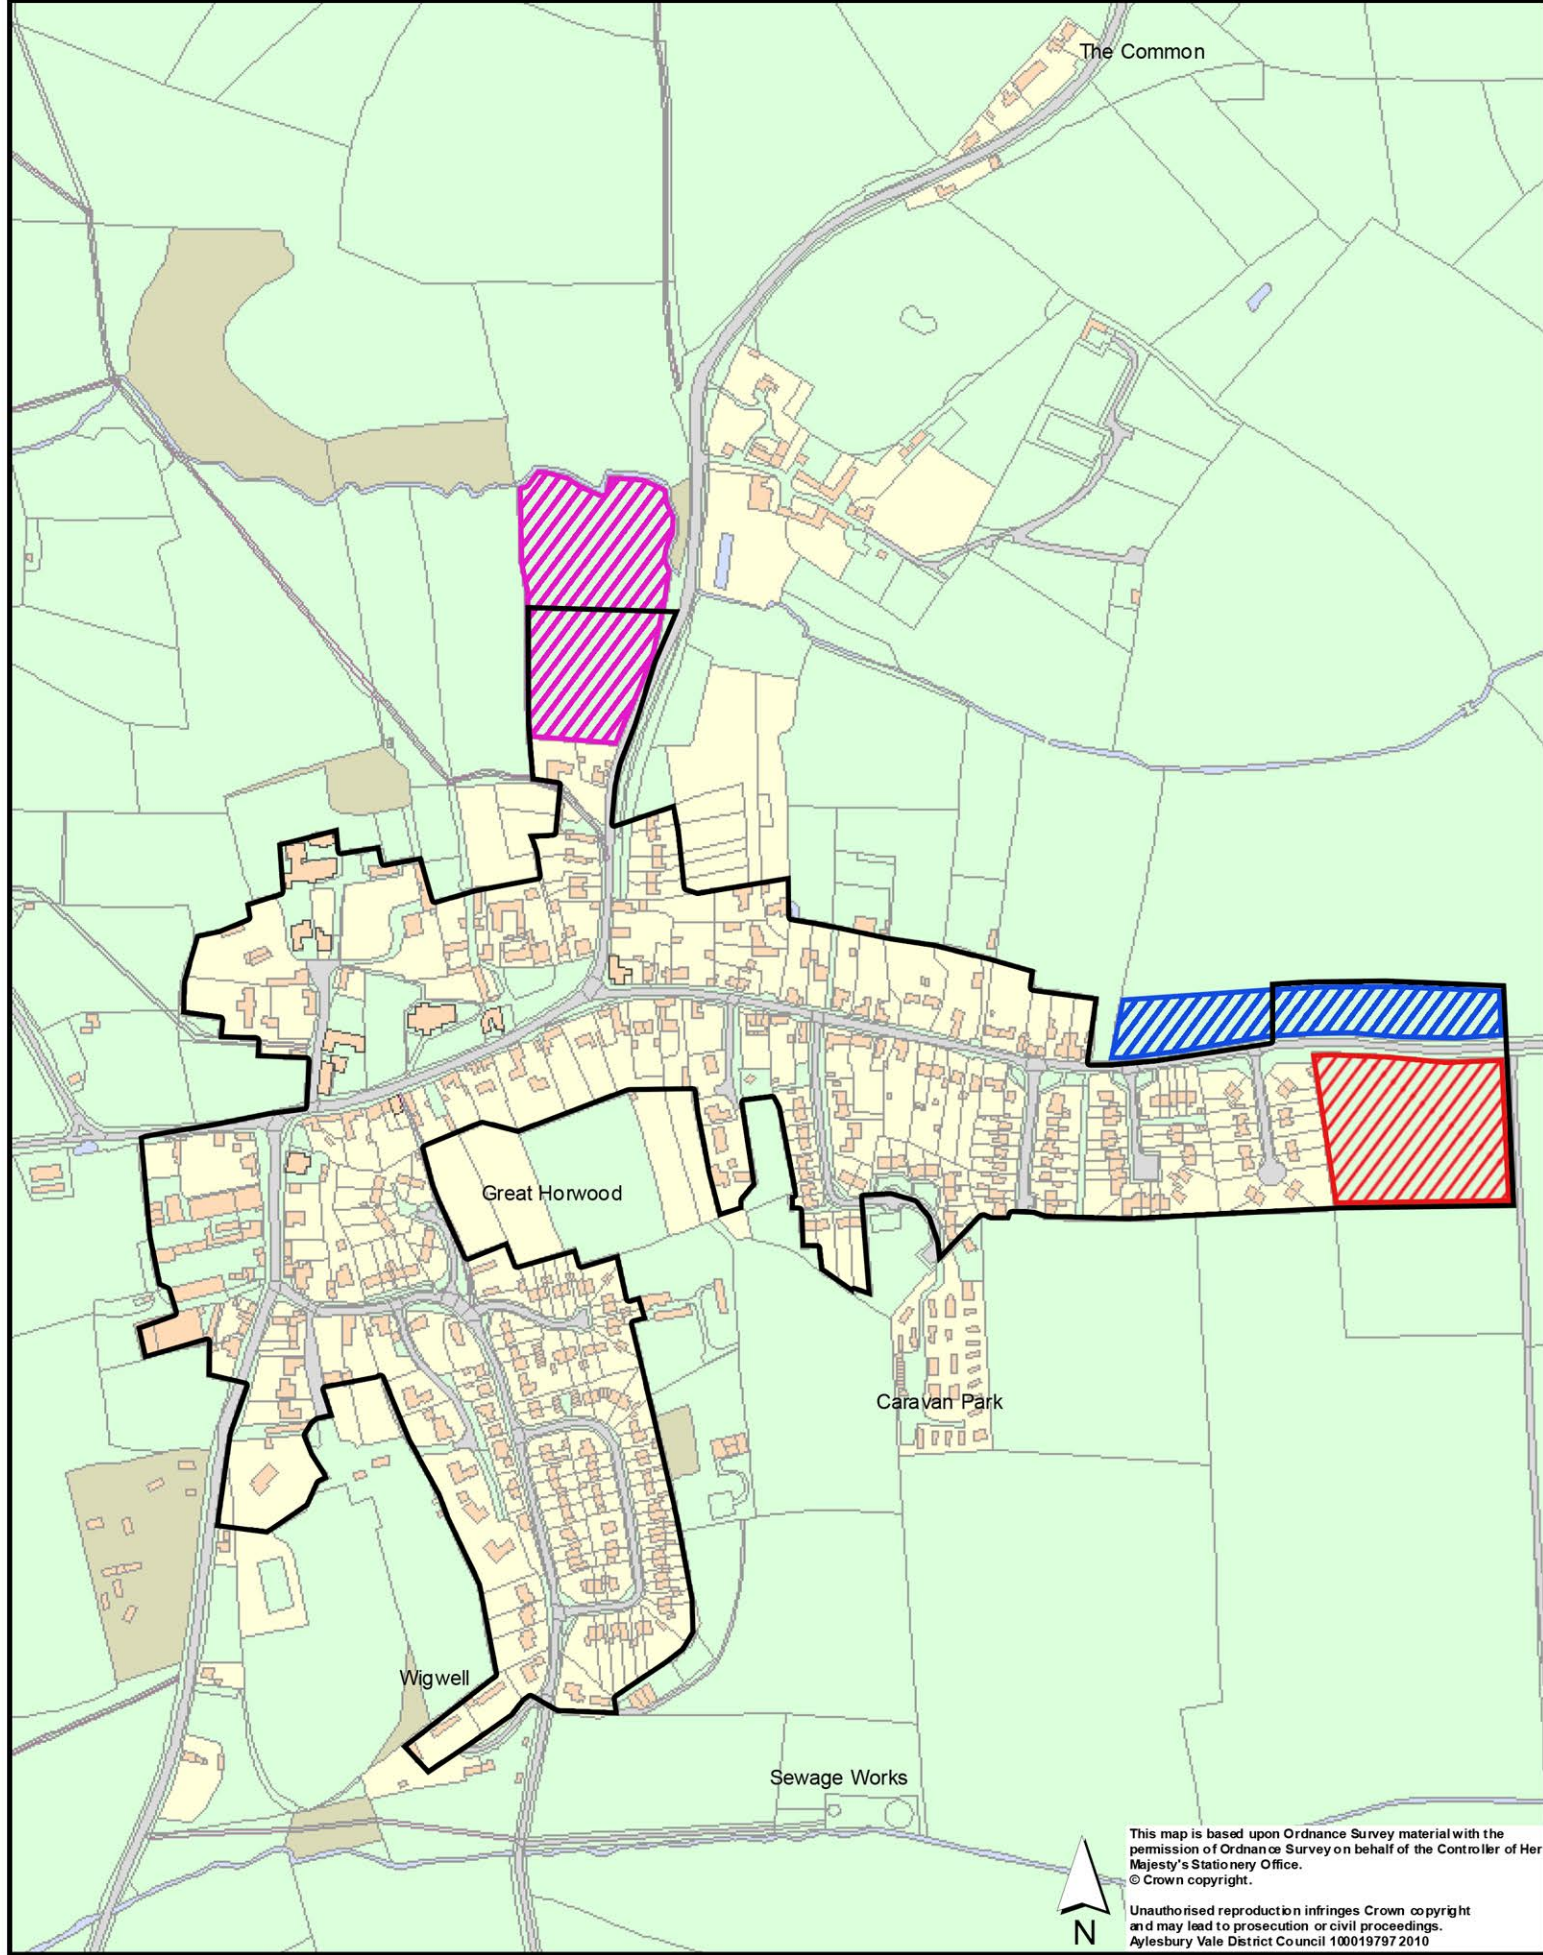 The Common
Great Horwood
Caravan Park
Wigwell
Sewage Works
N
This map is based upon Ordnance Survey material with the
permission of Ordnance Survey on behalf of the Controller of Her
Majesty's Stationery Office.
© Crown copyright.
Unauthorised reproduction infringes Crown copyright
and may lead to prosecution or civil proceedings.
Aylesbury Vale District Council 100019797 2010